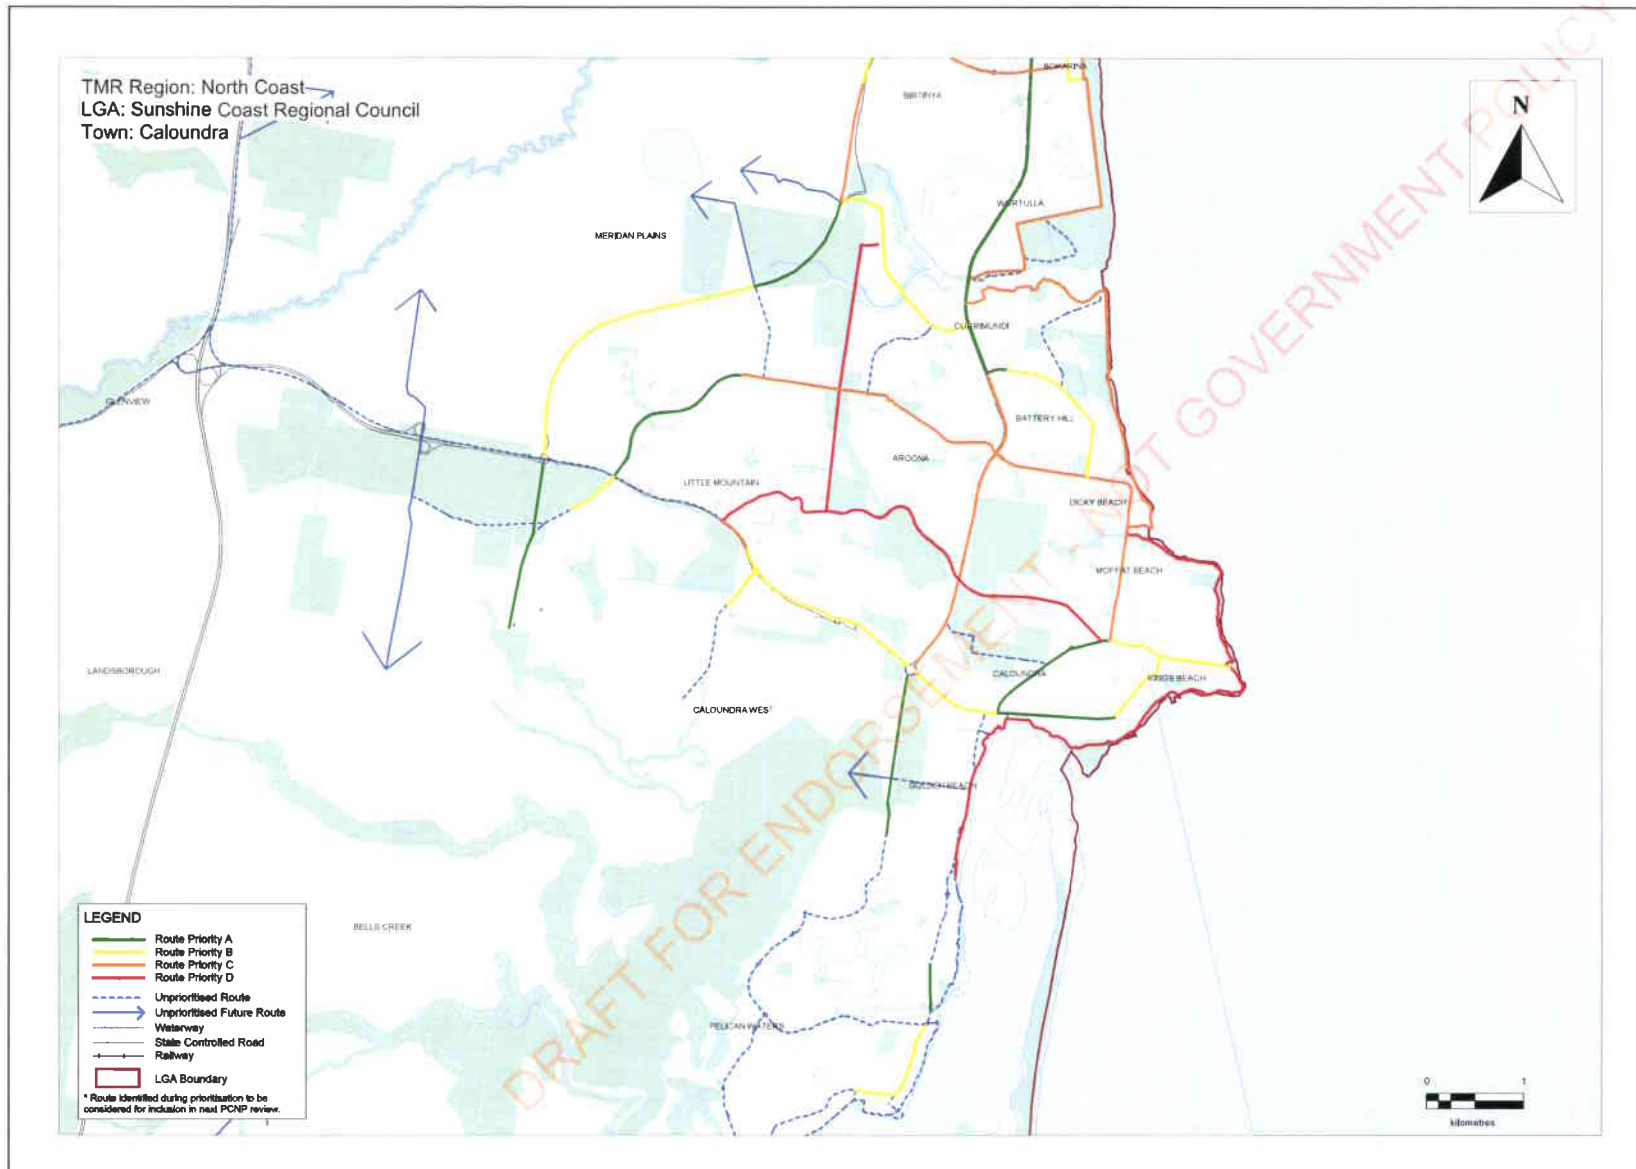 TMR Region: North Coast
LGA: Sunshine Coast Regional Council
Town: Caloundra
N
BOKARINA
BIRTINYA
WURTULLA
MERIDAN PLAINS
CURRIMUNDI
GLENVIEW
BATTERY HILL
AROONA
LITTLE MOUNTAIN
DICKY BEACH
MOFFAT BEACH
LANDSBOROUGH
CALOUNDRA
KINGS BEACH
CALOUNDRA WEST
GOLDEN BEACH
BELLS CREEK
PELICAN WATERS
DRAFT FOR ENDORSEMENT - NOT GOVERNMENT POLICY
LEGEND
Route Priority A
Route Priority B
Route Priority C
Route Priority D
Unprioritised Route
Unprioritised Future Route
Waterway
State Controlled Road
Railway
LGA Boundary
* Route identified during prioritisation to be
considered for inclusion in next PCNP review.
0 1
kilometres